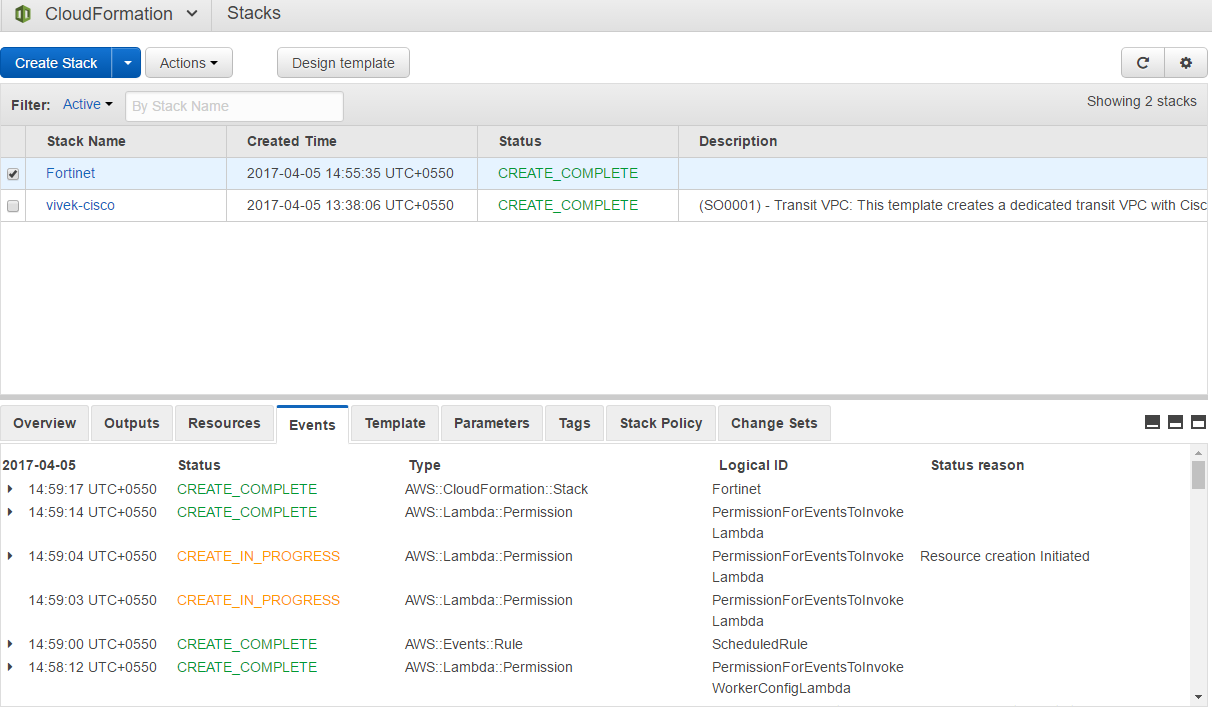 CloudFormation Stacks
Create Stack Actions Design template
Filter: Active By Stack Name Showing 2 stacks
Stack Name Created Time Status Description
Fortinet 2017-04-05 14:55:35 UTC+0550 CREATE_COMPLETE
vivek-cisco 2017-04-05 13:38:06 UTC+0550 CREATE_COMPLETE (SO0001) - Transit VPC: This template creates a dedicated transit VPC with Cisc
Overview Outputs Resources Events Template Parameters Tags Stack Policy Change Sets
2017-04-05 Status Type Logical ID Status reason
14:59:17 UTC+0550 CREATE_COMPLETE AWS::CloudFormation::Stack Fortinet
14:59:14 UTC+0550 CREATE_COMPLETE AWS::Lambda::Permission PermissionForEventsToInvoke
Lambda
14:59:04 UTC+0550 CREATE_IN_PROGRESS AWS::Lambda::Permission PermissionForEventsToInvoke Resource creation Initiated
Lambda
14:59:03 UTC+0550 CREATE_IN_PROGRESS AWS::Lambda::Permission PermissionForEventsToInvoke
Lambda
14:59:00 UTC+0550 CREATE_COMPLETE AWS::Events::Rule ScheduledRule
14:58:12 UTC+0550 CREATE_COMPLETE AWS::Lambda::Permission PermissionForEventsToInvoke
WorkerConfigLambda